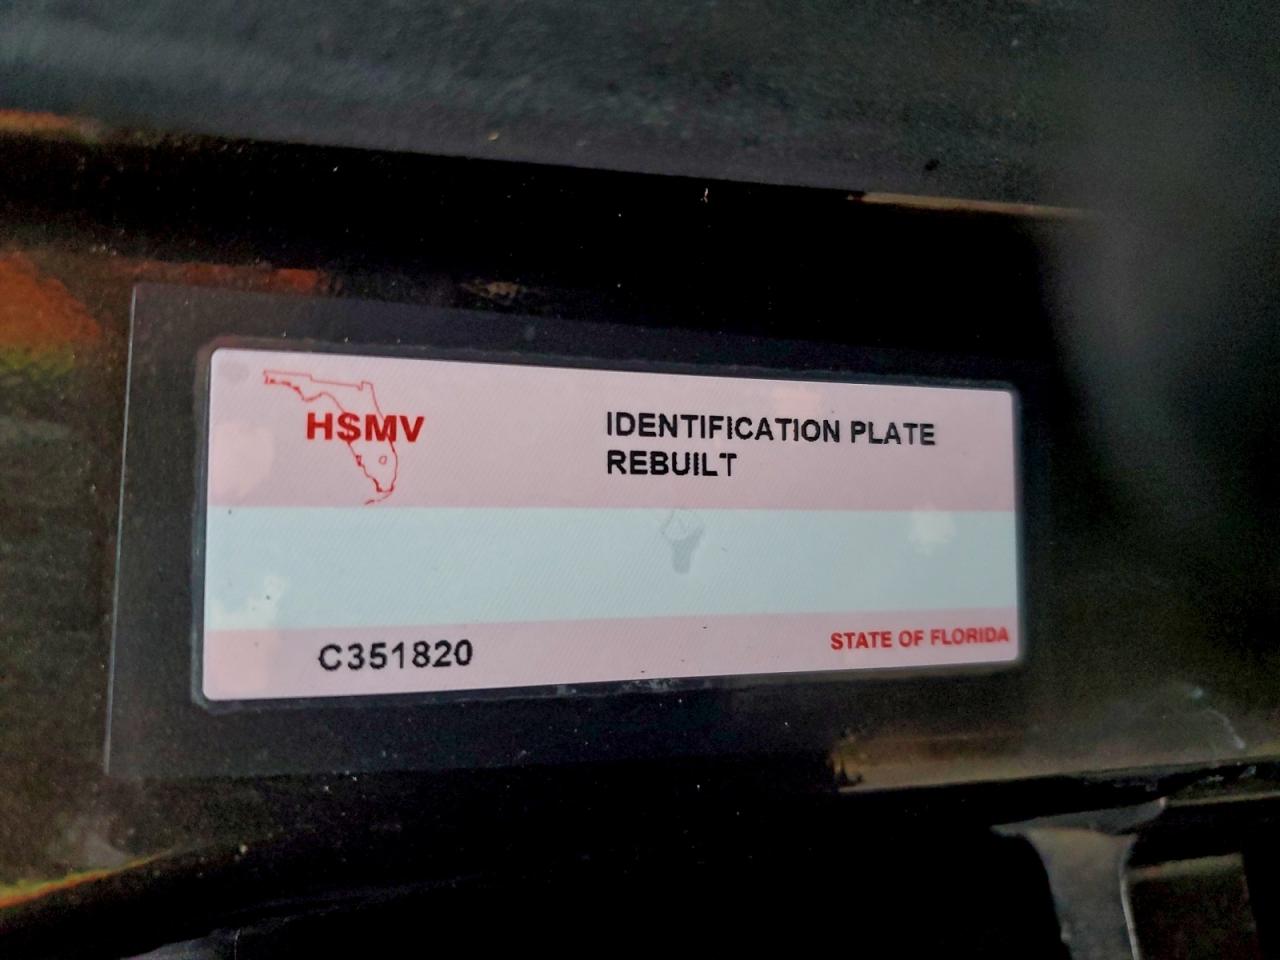 HSMV
IDENTIFICATION PLATE
REBUILT
C351820
STATE OF FLORIDA